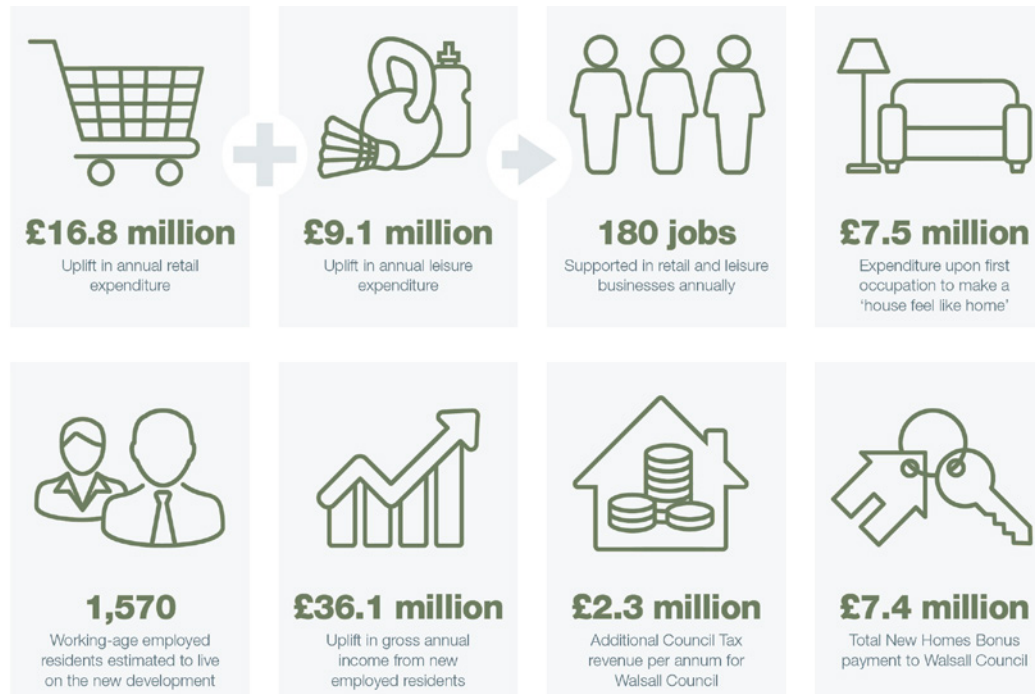 £16.8 million
Uplift in annual retail
expenditure
£9.1 million
Uplift in annual leisure
expenditure
180 jobs
Supported in retail and leisure
businesses annually
£7.5 million
Expenditure upon first
occupation to make a
‘house feel like home’
1,570
Working-age employed
residents estimated to live
on the new development
£36.1 million
Uplift in gross annual
income from new
employed residents
£2.3 million
Additional Council Tax
revenue per annum for
Walsall Council
£7.4 million
Total New Homes Bonus
payment to Walsall Council